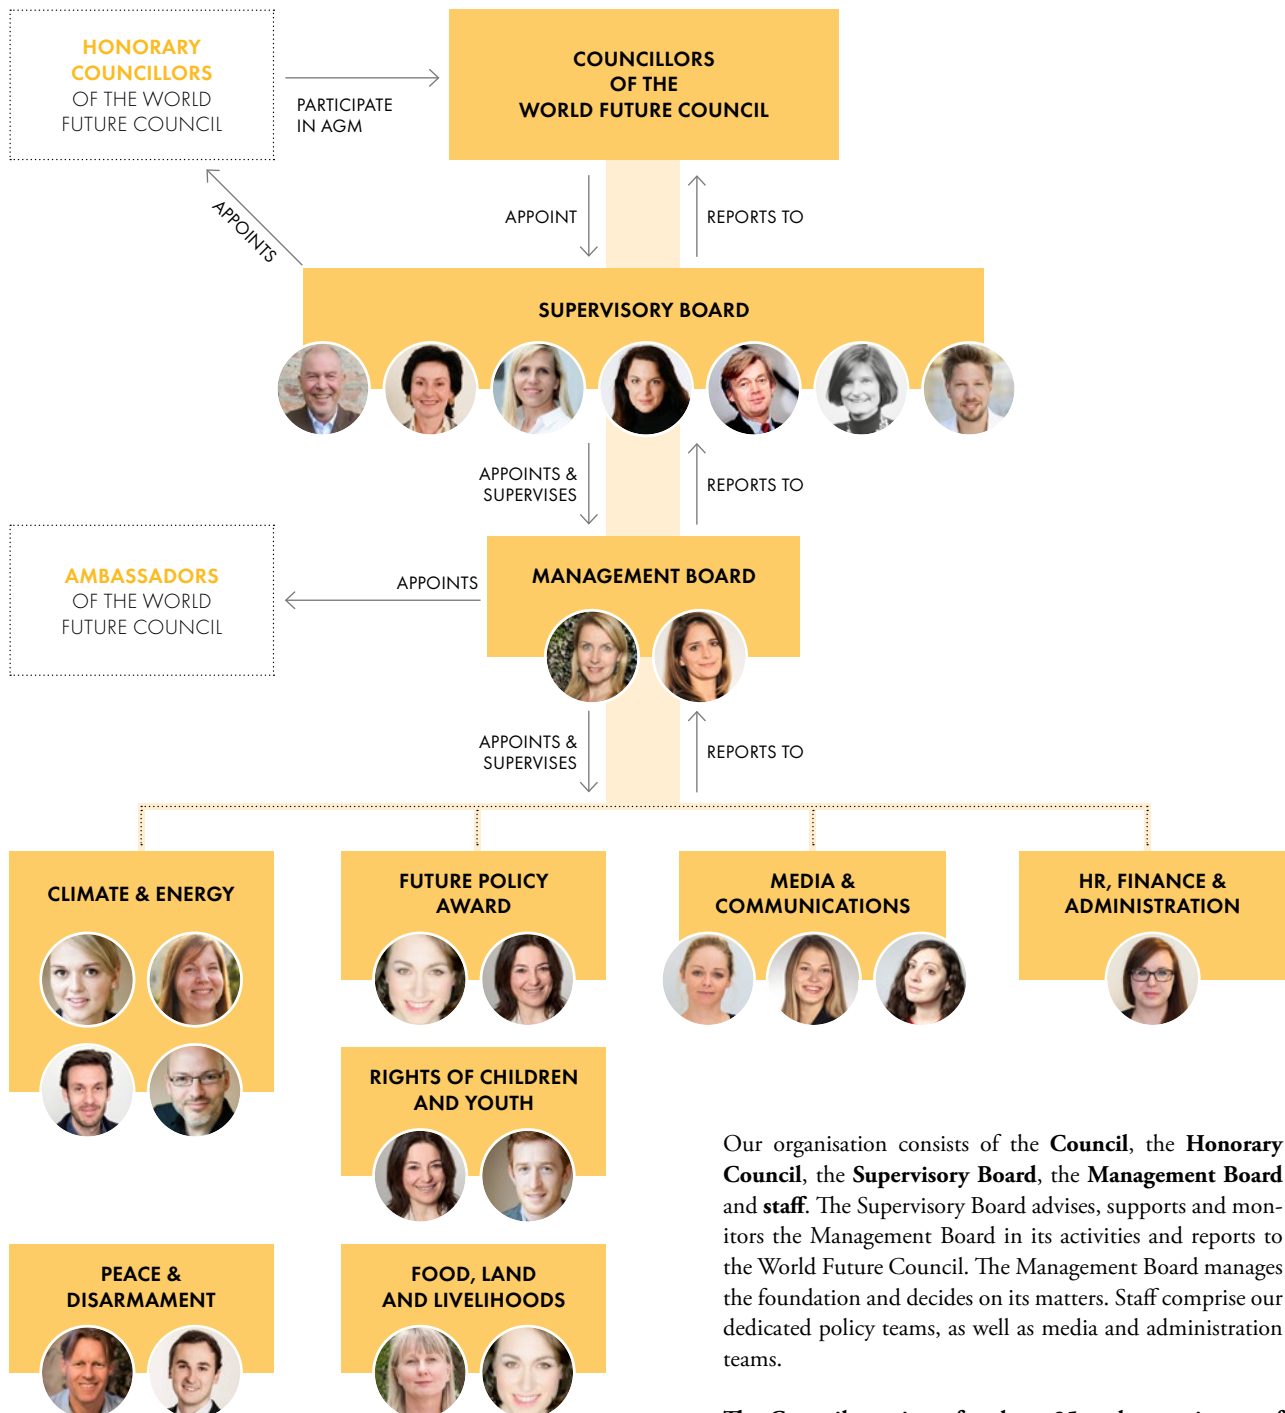 HONORARY
COUNCILLORS
OF THE WORLD
FUTURE COUNCIL
PARTICIPATE
IN AGM
COUNCILLORS
OF THE
WORLD FUTURE COUNCIL
APPOINTS
APPOINT
REPORTS TO
SUPERVISORY BOARD
APPOINTS &
SUPERVISES
REPORTS TO
AMBASSADORS
OF THE WORLD
FUTURE COUNCIL
APPOINTS
MANAGEMENT BOARD
APPOINTS &
SUPERVISES
REPORTS TO
CLIMATE & ENERGY
FUTURE POLICY
AWARD
MEDIA &
COMMUNICATIONS
HR, FINANCE &
ADMINISTRATION
RIGHTS OF CHILDREN
AND YOUTH
PEACE &
DISARMAMENT
FOOD, LAND
AND LIVELIHOODS
Our organisation consists of the Council, the Honorary
Council, the Supervisory Board, the Management Board
and staff. The Supervisory Board advises, supports and mon-
itors the Management Board in its activities and reports to
the World Future Council. The Management Board manages
the foundation and decides on its matters. Staff comprise our
dedicated policy teams, as well as media and administration
teams.